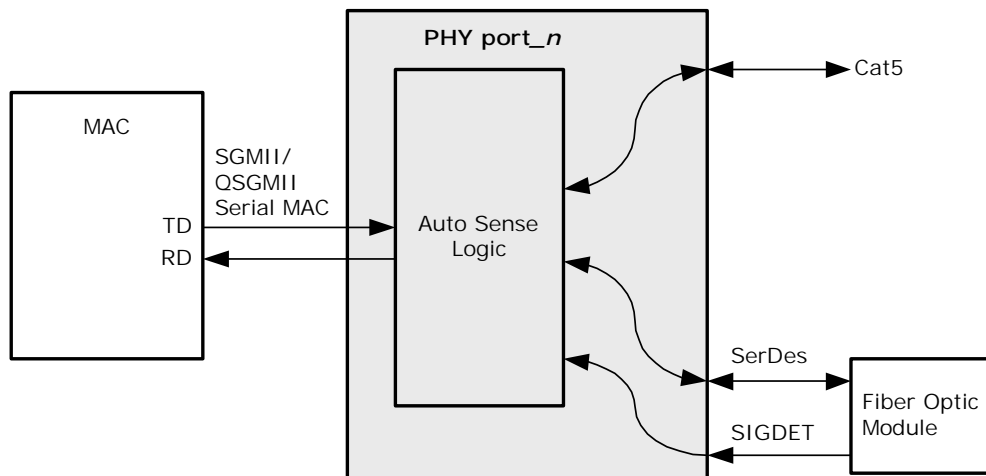 PHY port_n
Cat5
MAC
SGMII/
QSGMII
Serial MAC
TD
RD
Auto Sense
Logic
SerDes
SIGDET
Fiber Optic
Module